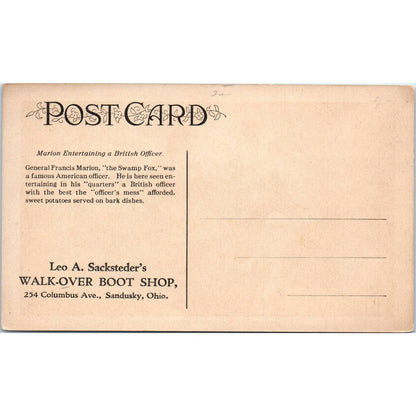 POST CARD
Marion Entertaining a British Officer.
General Francis Marion, "the Swamp Fox," was
a famous American officer. He is here seen en-
tertaining in his "quarters" a British officer
with the best the "officer's mess" afforded,
sweet potatoes served on bark dishes.
Leo A. Sacksteder's
WALK-OVER BOOT SHOP,
254 Columbus Ave., Sandusky, Ohio.